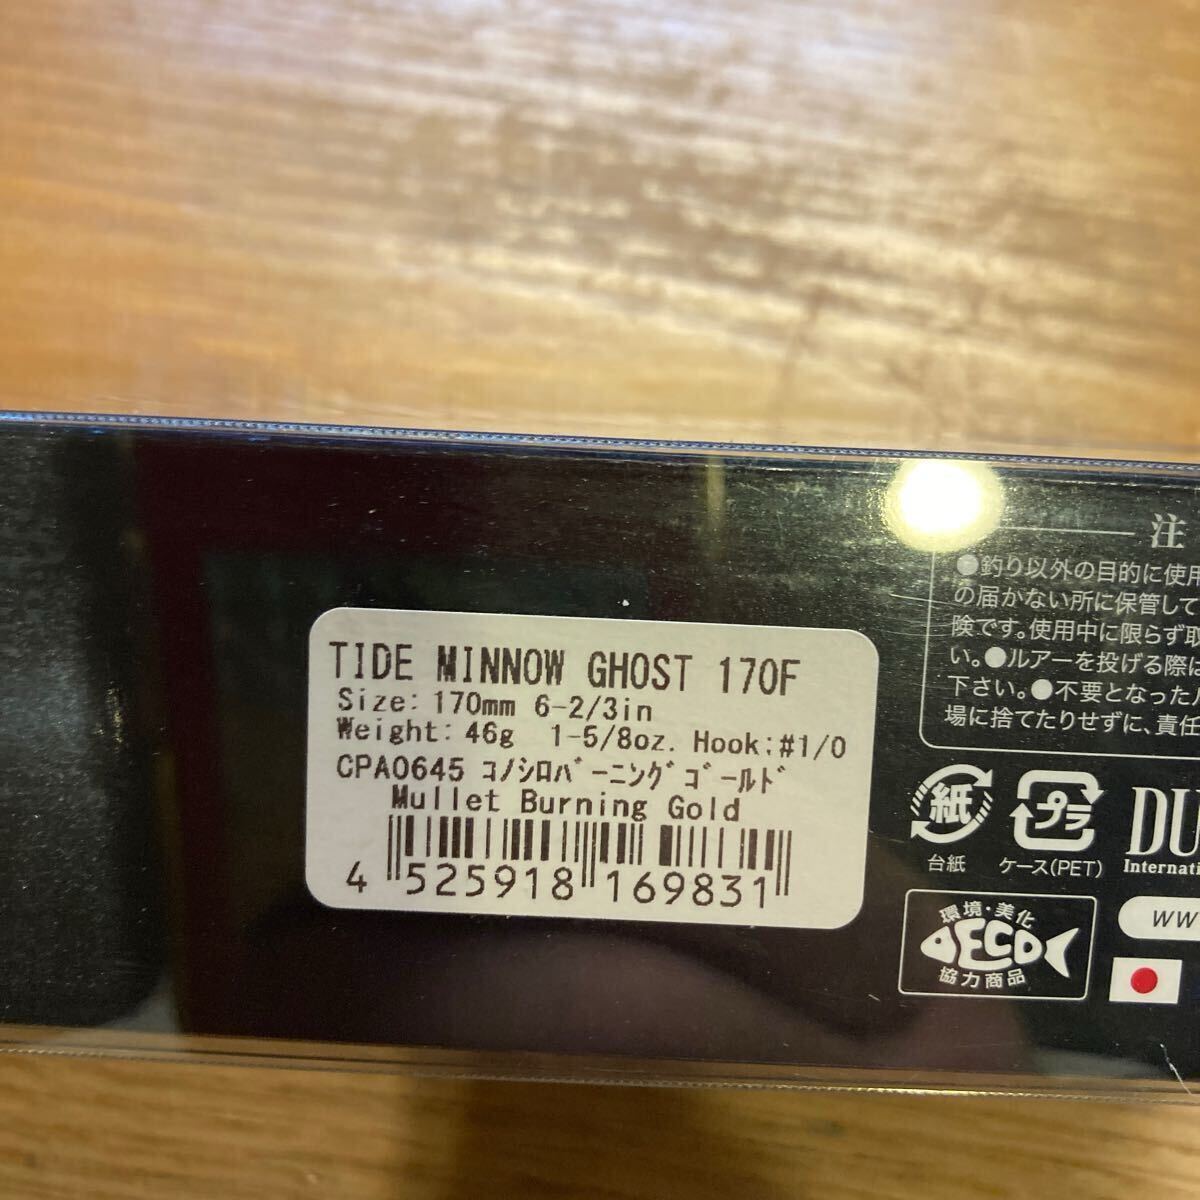 TIDE MINNOW GHOST 170F
Size: 170mm 6-2/3in
Weight: 46g 1-5/8oz. Hook:#1/0
CPA0645 ｺﾉｼﾛﾊﾞｰﾆﾝｸﾞｺﾞｰﾙﾄﾞ
Mullet Burning Gold
4 525918 169831
注
●釣り以外の目的に使用
の届かない所に保管して
険です。使用中に限らず取
い。●ルアーを投げる際に
下さい。●不要となった
場に捨てたりせずに、責任
紙
台紙
プラ
ケース(PET)
DU
Internati
環境・美化
ECO
協力商品
ww